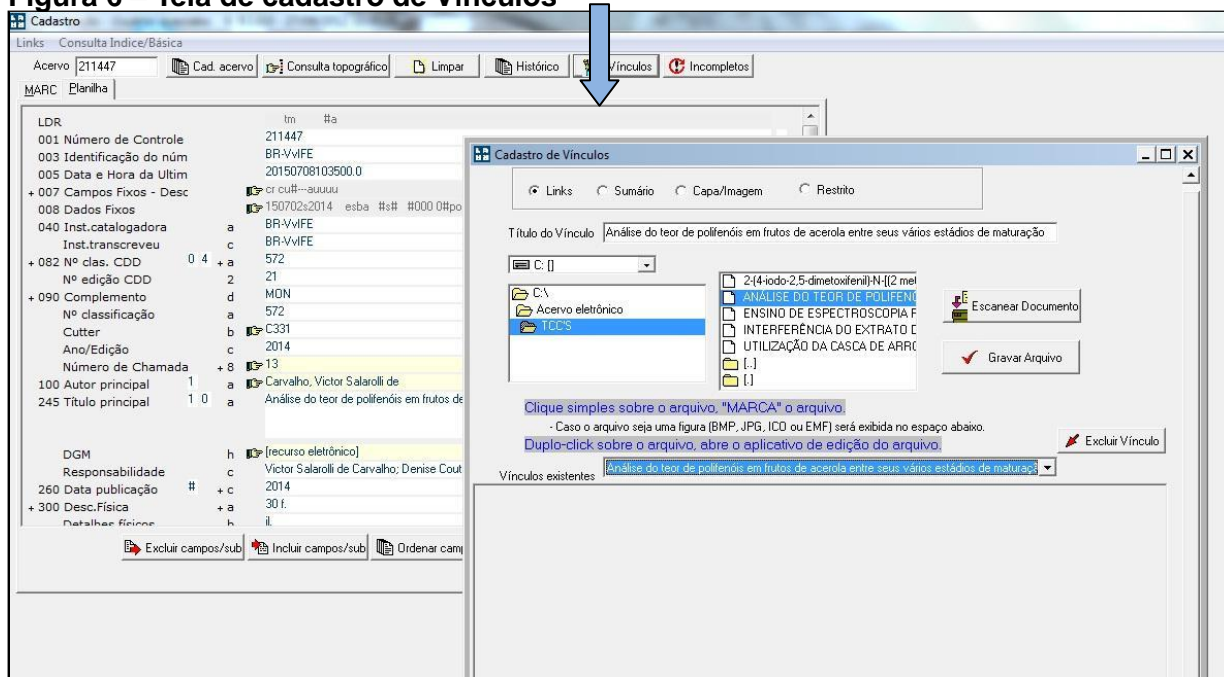 Figura 6 – Tela de cadastro de Vínculos
Cadastro
Links Consulta Indice/Básica
Acervo 211447 Cad. acervo Consulta topográfico Limpar Histórico Vínculos Incompletos
MARC Planilha
LDR tm #a
001 Número de Controle 211447
003 Identificação do núm BR-VvIFE
005 Data e Hora da Ultim 20150708103500.0
+ 007 Campos Fixos - Desc cr cu#---auuuu
008 Dados Fixos 150702s2014 esba #s# #000 0#po
040 Inst.catalogadora a BR-VvIFE
Inst.transcreveu c BR-VvIFE
+ 082 Nº clas. CDD 0 4 + a 572
Nº edição CDD 2 21
+ 090 Complemento d MON
Nº classificação a 572
Cutter b C331
Ano/Edição c 2014
Número de Chamada + 8 13
100 Autor principal 1 a Carvalho, Victor Salarolli de
245 Título principal 1 0 a Análise do teor de polifenóis em frutos de
DGM h [recurso eletrônico]
Responsabilidade c Victor Salarolli de Carvalho; Denise Cout
260 Data publicação # + c 2014
+ 300 Desc.Física + a 30 f.
Detalhes físicos b il.
Excluir campos/sub Incluir campos/sub Ordenar cam
Cadastro de Vínculos
Links Sumário Capa/Imagem Restrito
Título do Vínculo Análise do teor de polifenóis em frutos de acerola entre seus vários estádios de maturação
C: []
C:\
Acervo eletrônico
TCC'S
2-(4-iodo-2,5-dimetoxifenil)-N-[(2 met
ANÁLISE DO TEOR DE POLIFENÓ
ENSINO DE ESPECTROSCOPIA F
INTERFERÊNCIA DO EXTRATO D
UTILIZAÇÃO DA CASCA DE ARRO
[..]
[.]
Escanear Documento
Gravar Arquivo
Clique simples sobre o arquivo, "MARCA" o arquivo.
- Caso o arquivo seja uma figura (BMP, JPG, ICO ou EMF) será exibida no espaço abaixo.
Duplo-click sobre o arquivo, abre o aplicativo de edição do arquivo.
Excluir Vínculo
Vínculos existentes Análise do teor de polifenóis em frutos de acerola entre seus vários estádios de maturaçã